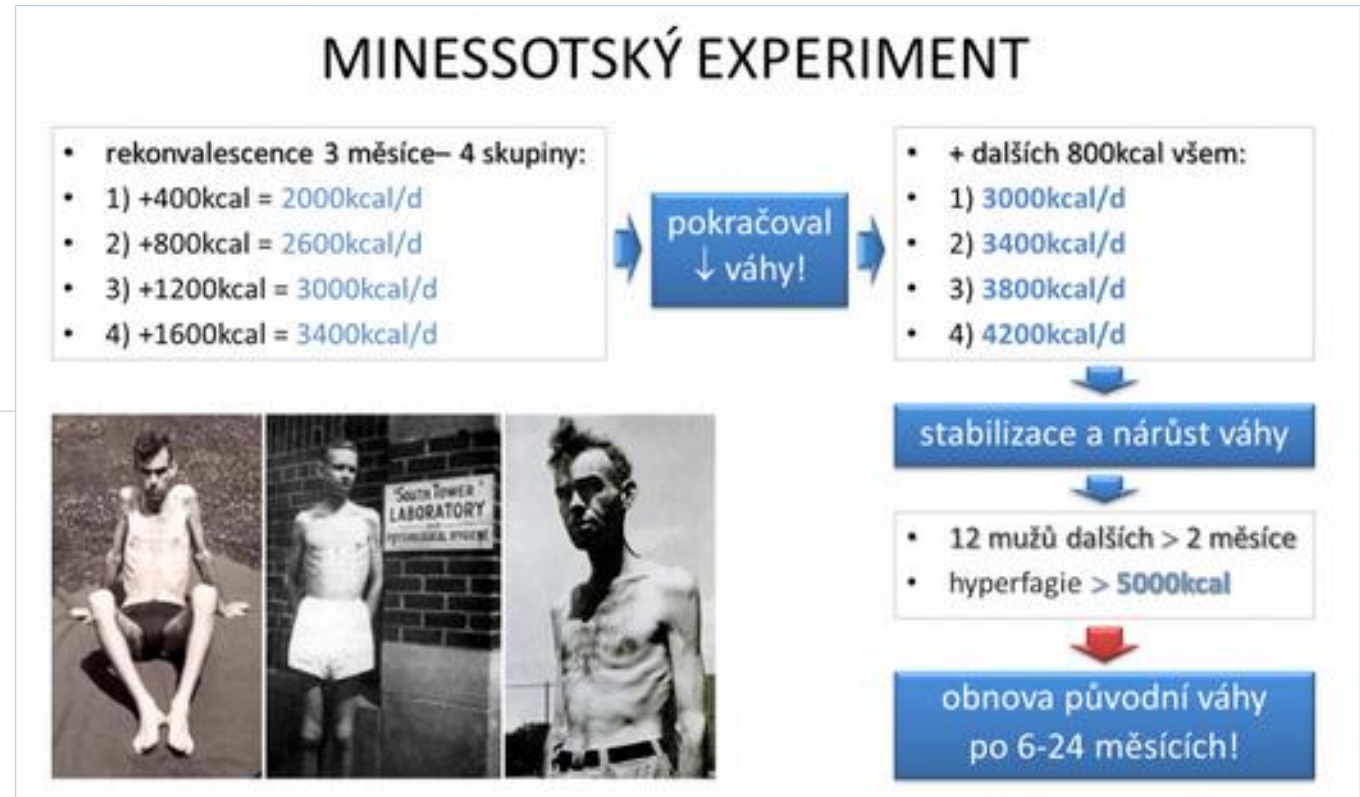 MINESSOTSKÝ EXPERIMENT
• rekonvalescence 3 měsíce– 4 skupiny:
• 1) +400kcal = 2000kcal/d
• 2) +800kcal = 2600kcal/d
• 3) +1200kcal = 3000kcal/d
• 4) +1600kcal = 3400kcal/d
pokračoval
↓ váhy!
• + dalších 800kcal všem:
• 1) 3000kcal/d
• 2) 3400kcal/d
• 3) 3800kcal/d
• 4) 4200kcal/d
stabilizace a nárůst váhy
• 12 mužů dalších > 2 měsíce
• hyperfagie > 5000kcal
obnova původní váhy
po 6-24 měsících!
"SOUTH TOWER"
LABORATORY
HYGIENE